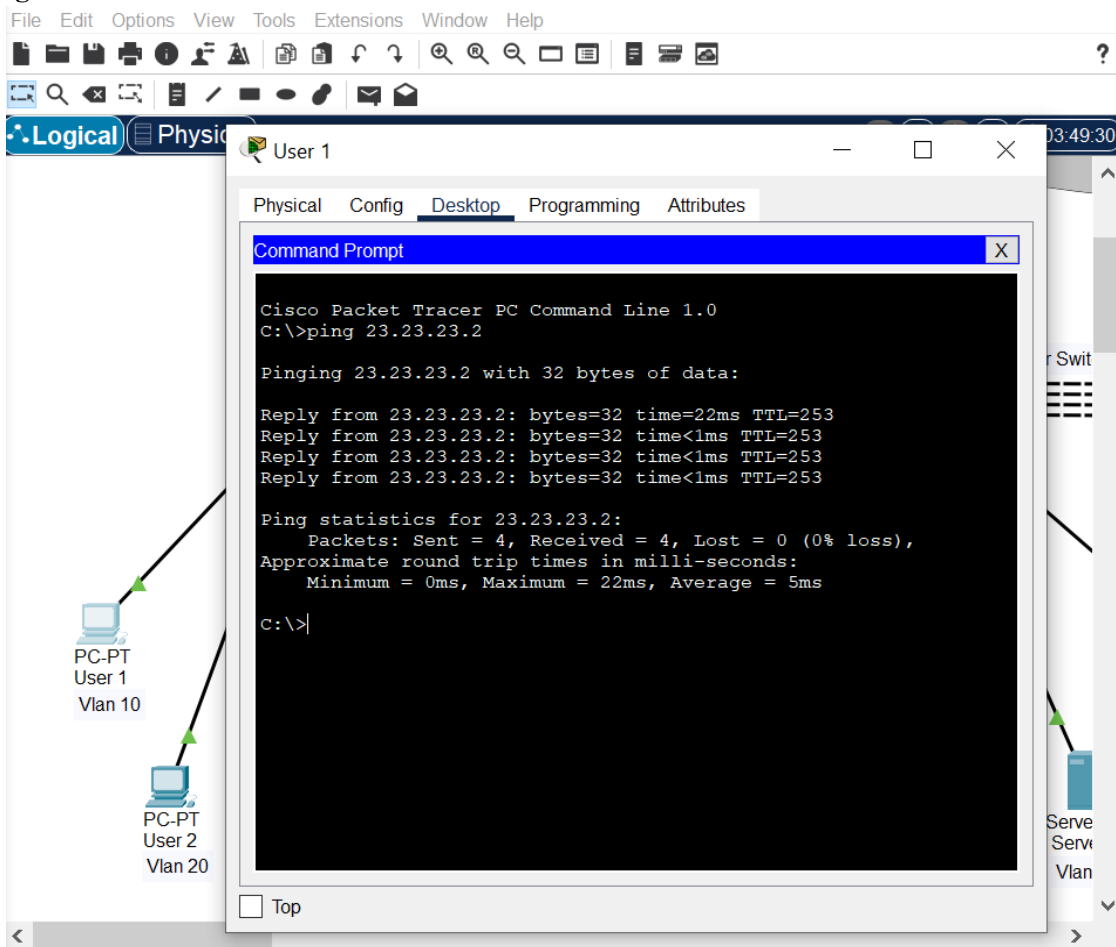 File Edit Options View Tools Extensions Window Help
?
Logical Physic
03:49:30
User 1
Physical Config Desktop Programming Attributes
Command Prompt X
Cisco Packet Tracer PC Command Line 1.0
C:\>ping 23.23.23.2
Pinging 23.23.23.2 with 32 bytes of data:
Reply from 23.23.23.2: bytes=32 time=22ms TTL=253
Reply from 23.23.23.2: bytes=32 time<1ms TTL=253
Reply from 23.23.23.2: bytes=32 time<1ms TTL=253
Reply from 23.23.23.2: bytes=32 time<1ms TTL=253
Ping statistics for 23.23.23.2:
Packets: Sent = 4, Received = 4, Lost = 0 (0% loss),
Approximate round trip times in milli-seconds:
Minimum = 0ms, Maximum = 22ms, Average = 5ms
C:\>
Top
PC-PT
User 1
Vlan 10
PC-PT
User 2
Vlan 20
r Swit
Serve
Serve
Vlan